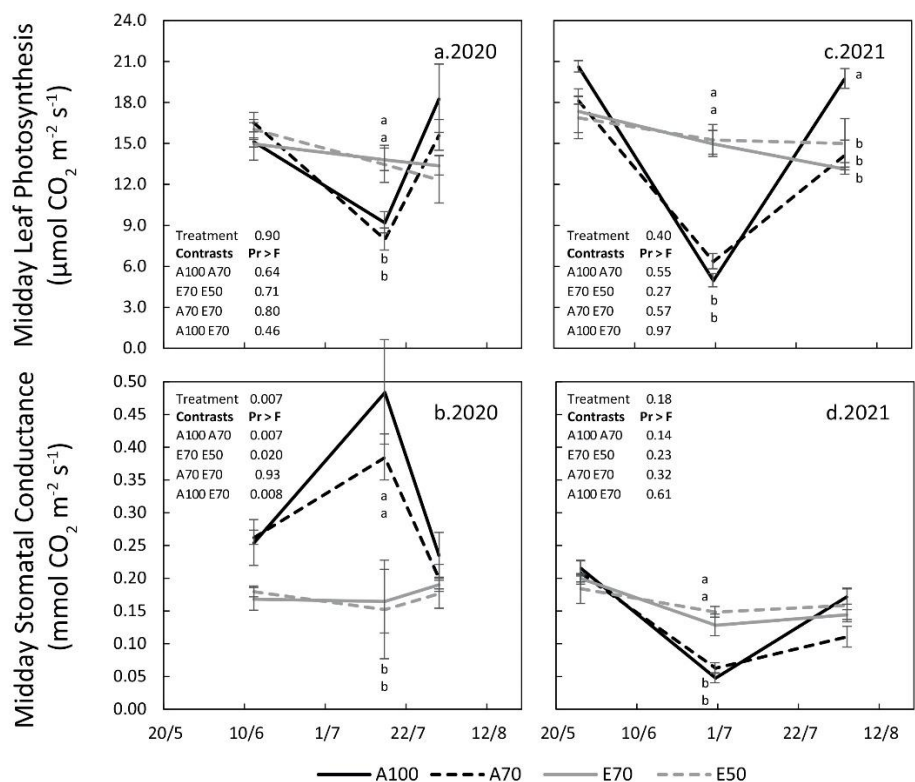 Midday Leaf Photosynthesis
(µmol CO2 m-2 s-1)
24.0
21.0
18.0
15.0
12.0
9.0
6.0
3.0
0.0
a.2020
a
a
b
b
Treatment 0.90
Contrasts Pr > F
A100 A70 0.64
E70 E50 0.71
A70 E70 0.80
A100 E70 0.46
c.2021
a
a
a
b
b
b
b
b
Treatment 0.40
Contrasts Pr > F
A100 A70 0.55
E70 E50 0.27
A70 E70 0.57
A100 E70 0.97
Midday Stomatal Conductance
(mmol CO2 m-2 s-1)
0.50
0.45
0.40
0.35
0.30
0.25
0.20
0.15
0.10
0.05
0.00
Treatment 0.007
Contrasts Pr > F
A100 A70 0.007
E70 E50 0.020
A70 E70 0.93
A100 E70 0.008
b.2020
a
a
b
b
Treatment 0.18
Contrasts Pr > F
A100 A70 0.14
E70 E50 0.23
A70 E70 0.32
A100 E70 0.61
d.2021
a
a
b
b
20/5 10/6 1/7 22/7 12/8
20/5 10/6 1/7 22/7 12/8
A100 A70 E70 E50